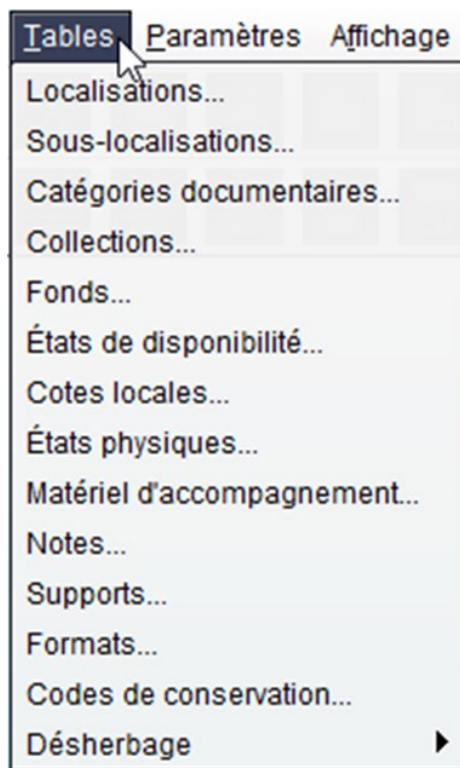 Tables Paramètres Affichage
Localisations...
Sous-localisations...
Catégories documentaires...
Collections...
Fonds...
États de disponibilité...
Cotes locales...
États physiques...
Matériel d'accompagnement...
Notes...
Supports...
Formats...
Codes de conservation...
Désherbage